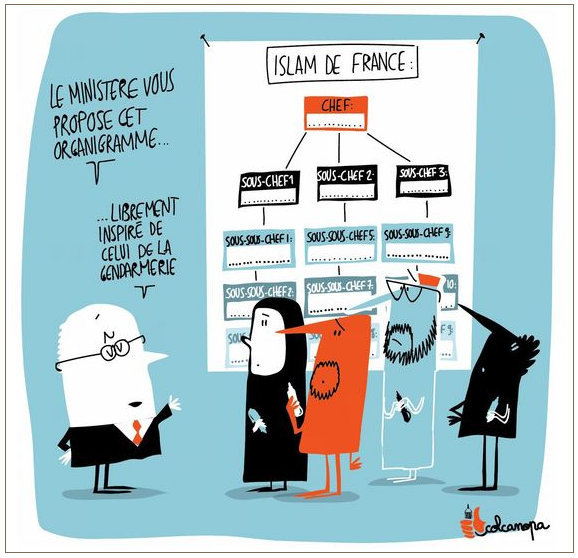 ISLAM DE FRANCE:
LE MINISTERE VOUS
PROPOSE CET
ORGANIGRAMME...
...LIBREMENT
INSPIRÉ DE
CELUI DE LA
GENDARMERIE
CHEF:
SOUS-CHEF 1
SOUS-CHEF 2:
SOUS-CHEF 3:
SOUS-SOUS-CHEF 1:
SOUS-SOUS-CHEF 5:
SOUS-SOUS-CHEF 9:
SOUS-SOUS-CHEF 2:
SOUS-SOUS-CHEF 7:
10:
colcanopa